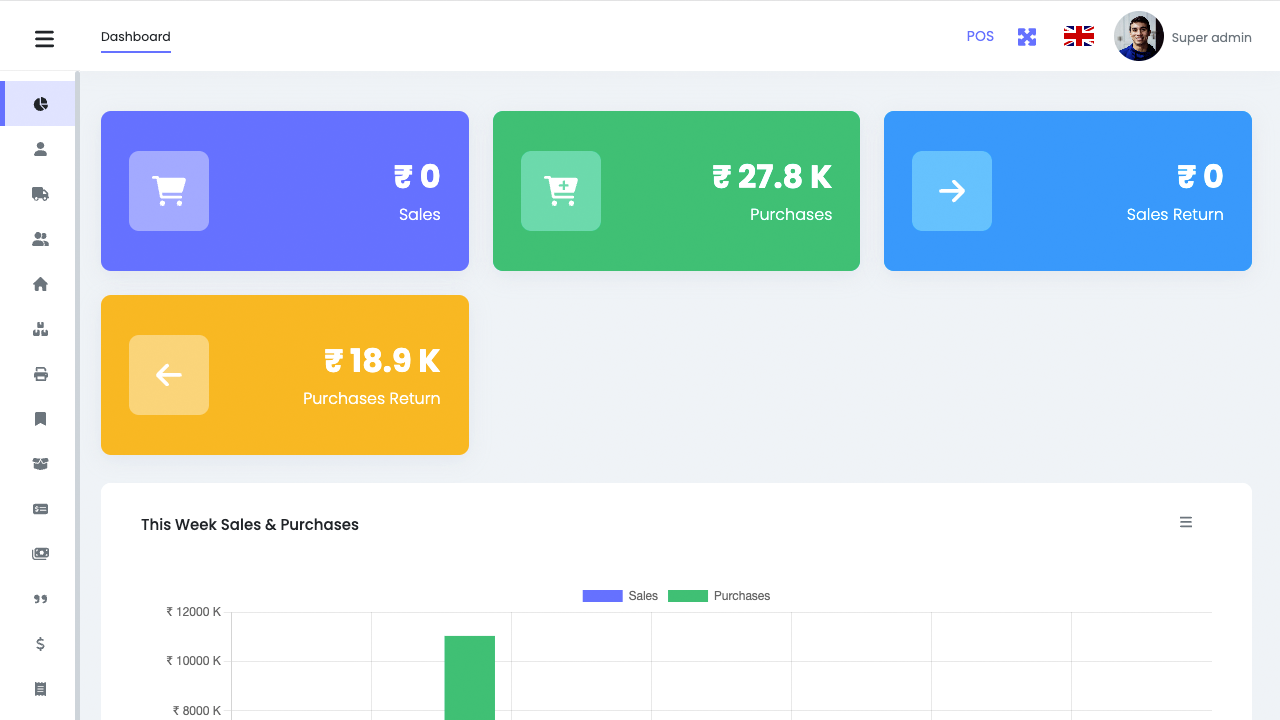 Dashboard
POS
Super admin
₹ 0
Sales
₹ 27.8 K
Purchases
₹ 0
Sales Return
₹ 18.9 K
Purchases Return
This Week Sales & Purchases
Sales Purchases
₹ 12000 K
₹ 10000 K
₹ 8000 K